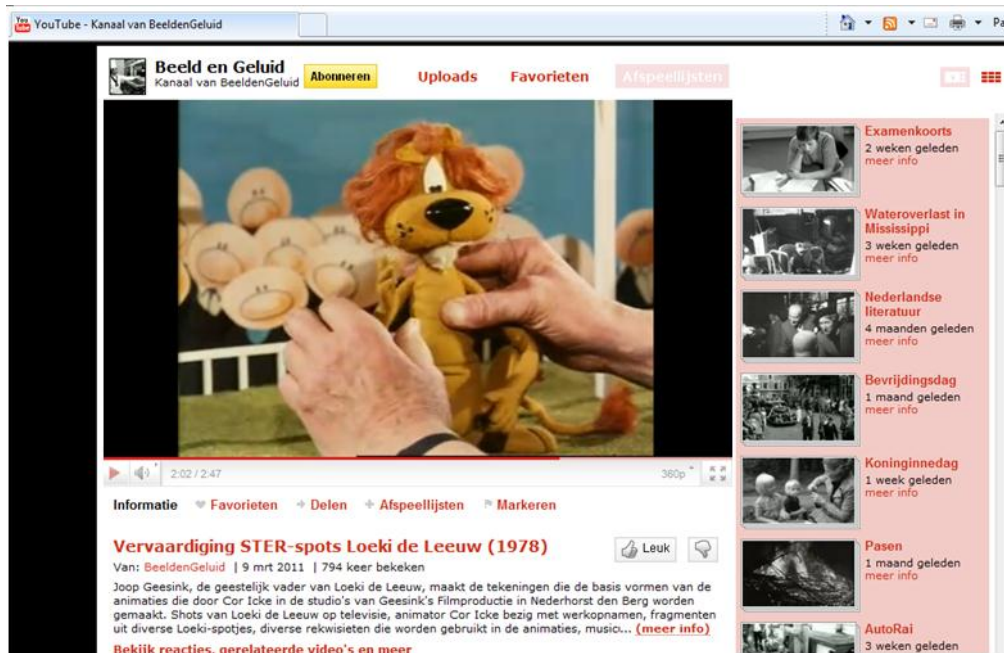 YouTube - Kanaal van BeeldenGeluid
Beeld en Geluid
Kanaal van BeeldenGeluid
Abonneren
Uploads
Favorieten
Afspeellijsten
2:02 / 2:47
360p
Informatie
Favorieten
Delen
Afspeellijsten
Markeren
Vervaardiging STER-spots Loeki de Leeuw (1978)
Leuk
Van: BeeldenGeluid | 9 mrt 2011 | 794 keer bekeken
Joop Geesink, de geestelijk vader van Loeki de Leeuw, maakt de tekeningen die de basis vormen van de
animaties die door Cor Icke in de studio's van Geesink's Filmproductie in Nederhorst den Berg worden
gemaakt. Shots van Loeki de Leeuw op televisie, animator Cor Icke bezig met werkopnamen, fragmenten
uit diverse Loeki-spotjes, diverse rekwisieten die worden gebruikt in de animaties, music... (meer info)
Bekijk reacties, gerelateerde video's en meer
Examenkoorts
2 weken geleden
meer info
Wateroverlast in
Mississippi
3 weken geleden
meer info
Nederlandse
literatuur
4 maanden geleden
meer info
Bevrijdingsdag
1 maand geleden
meer info
Koninginnedag
1 week geleden
meer info
Pasen
1 maand geleden
meer info
AutoRai
3 weken geleden